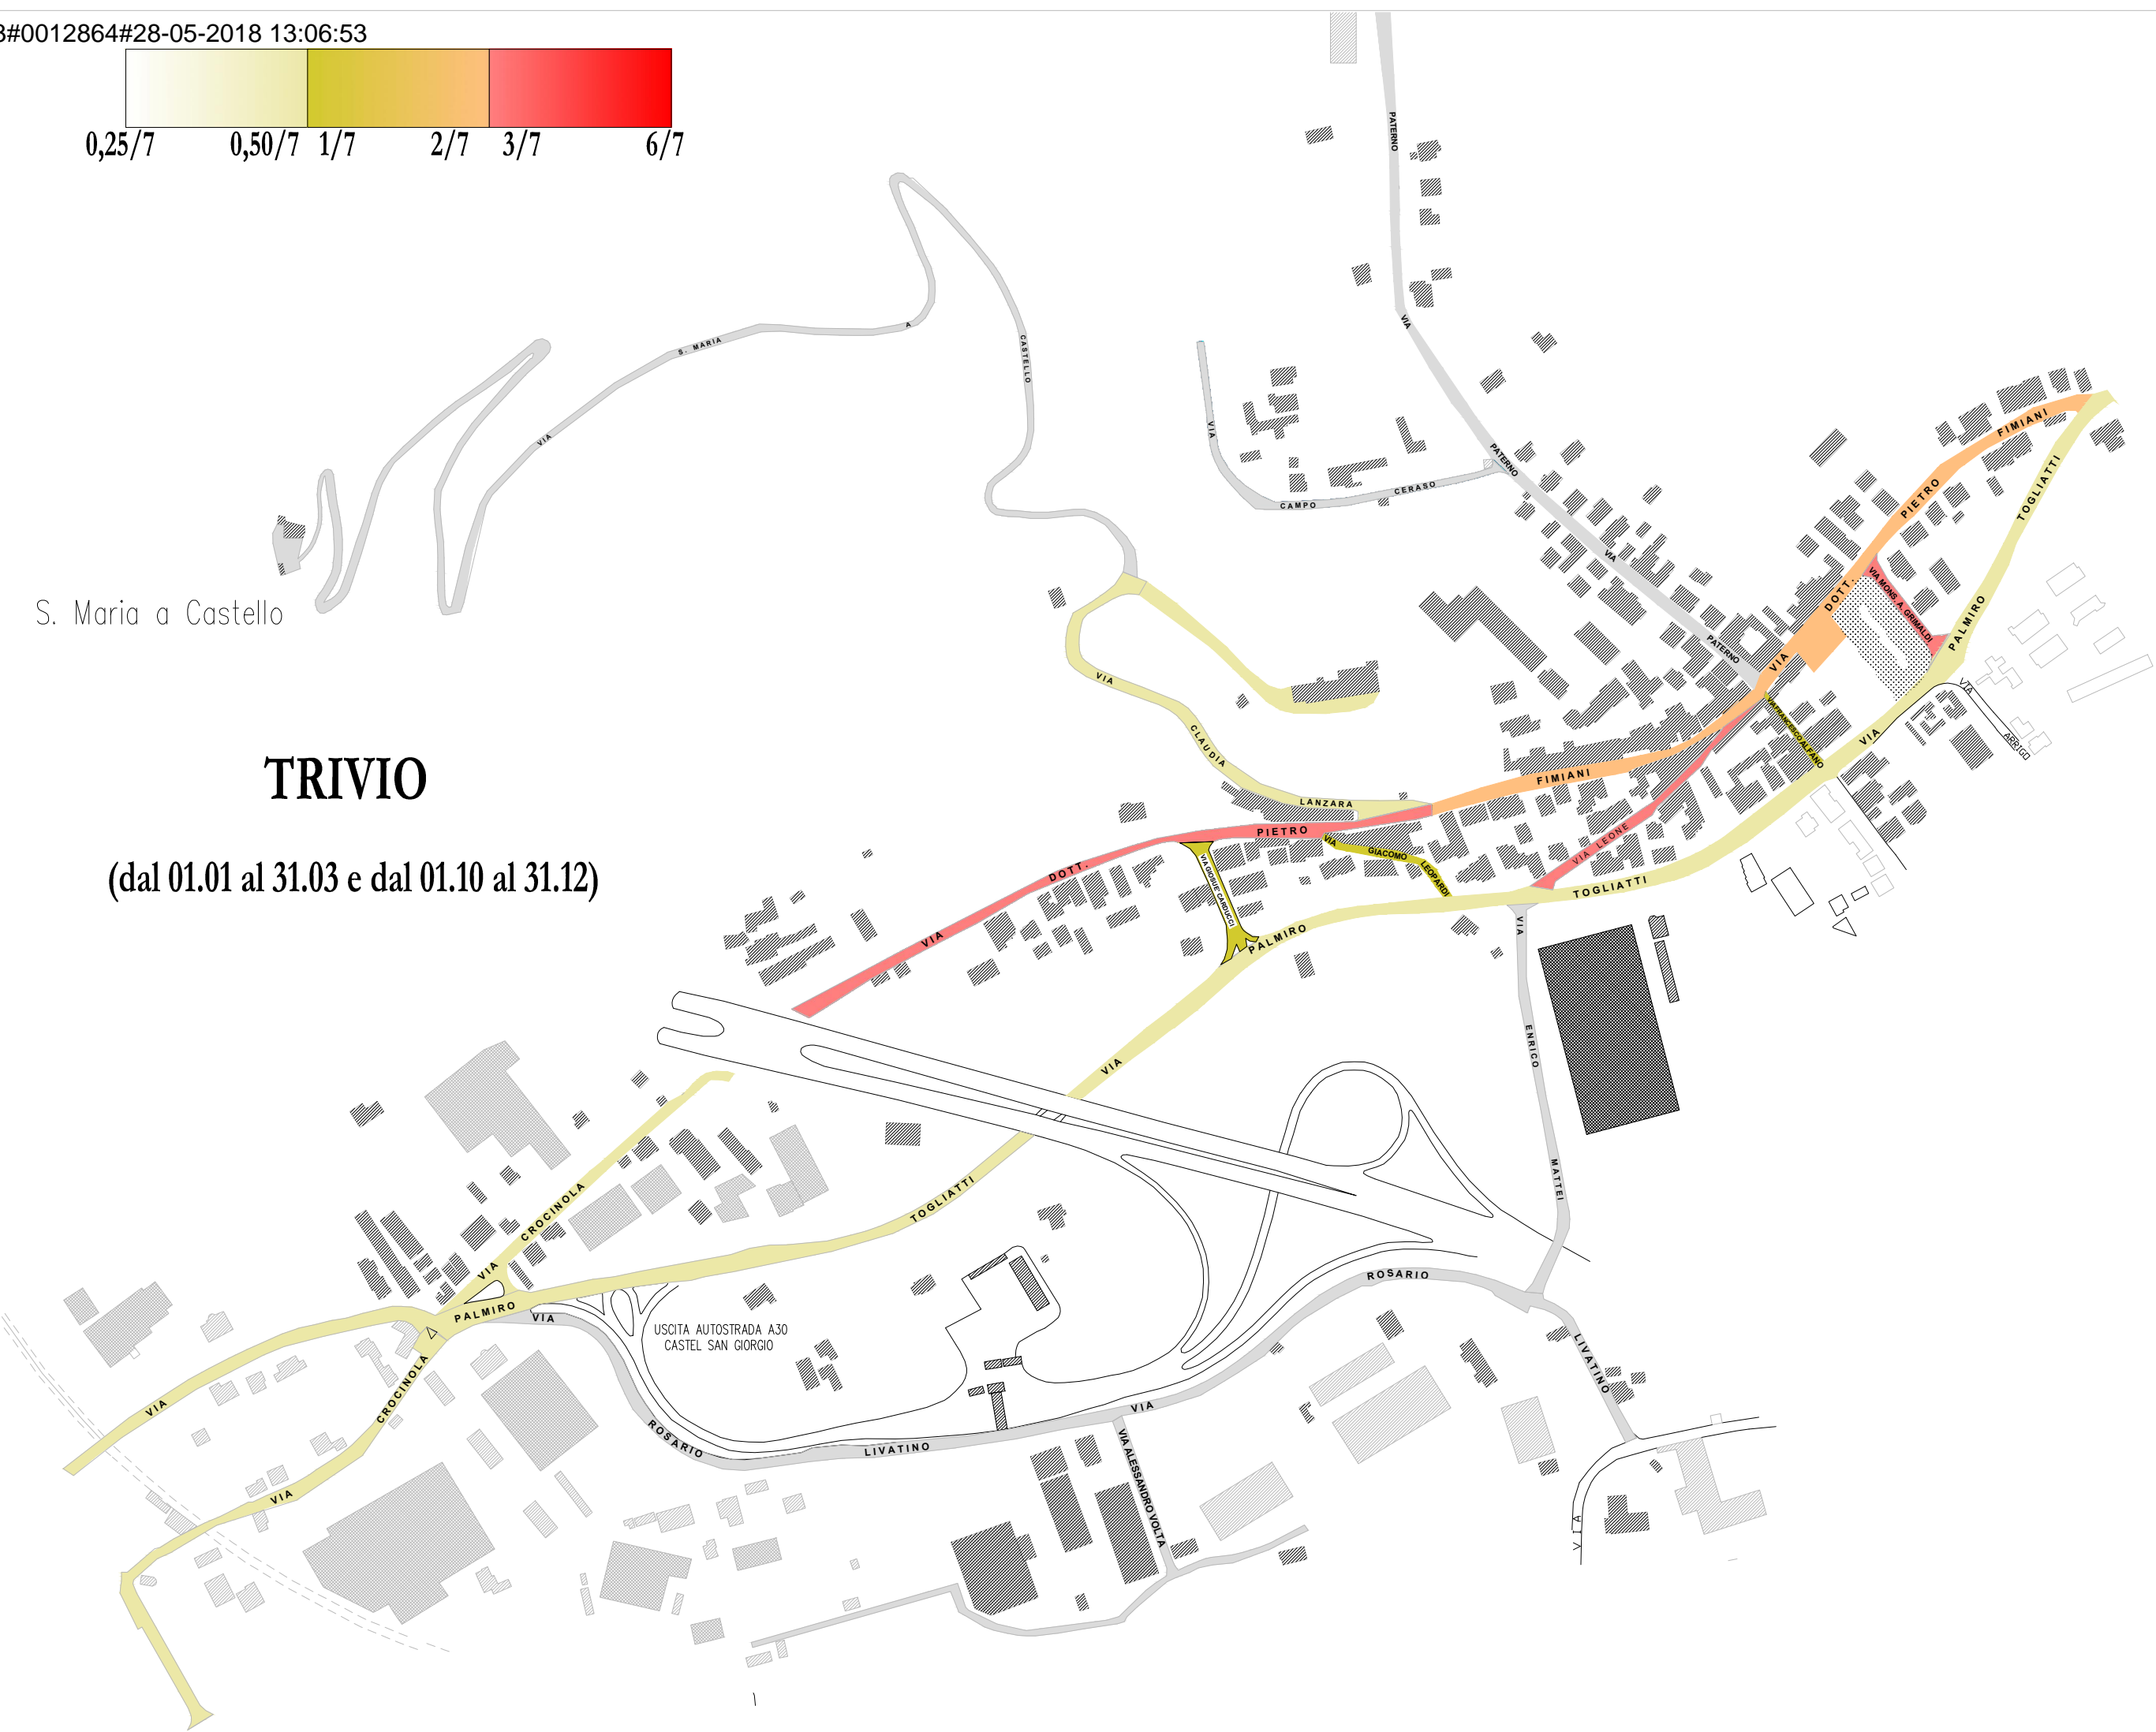 3#0012864#28-05-2018 13:06:53
0,25/7 0,50/7 1/7 2/7 3/7 6/7
PATERNO
VIA
PATERNO
VIA
PATERNO
S. MARIA
A
CASTELLO
VIA
S. Maria a Castello
VIA
CAMPO
CERASO
FIMIANI
PIETRO
DOTT.
VIA
TOGLIATTI
PALMIRO
VIA MONS. A. GRIMALDI
VIA
ARRIGO
VIA
VIA FRANCESCO ALFANO
VIA
CLAUDIA
LANZARA
FIMIANI
PIETRO
DOTT.
VIA
VIA LEONE
VIA
GIACOMO
LEOPARDI
VIA GIOSUE' CARDUCCI
TRIVIO
(dal 01.01 al 31.03 e dal 01.10 al 31.12)
TOGLIATTI
PALMIRO
VIA
TOGLIATTI
VIA
ENRICO
MATTEI
CROCINOLA
VIA
PALMIRO
VIA
USCITA AUTOSTRADA A30
CASTEL SAN GIORGIO
ROSARIO
LIVATINO
VIA
ROSARIO
LIVATINO
VIA ALESSANDRO VOLTA
VIA
CROCINOLA
VIA
VIA